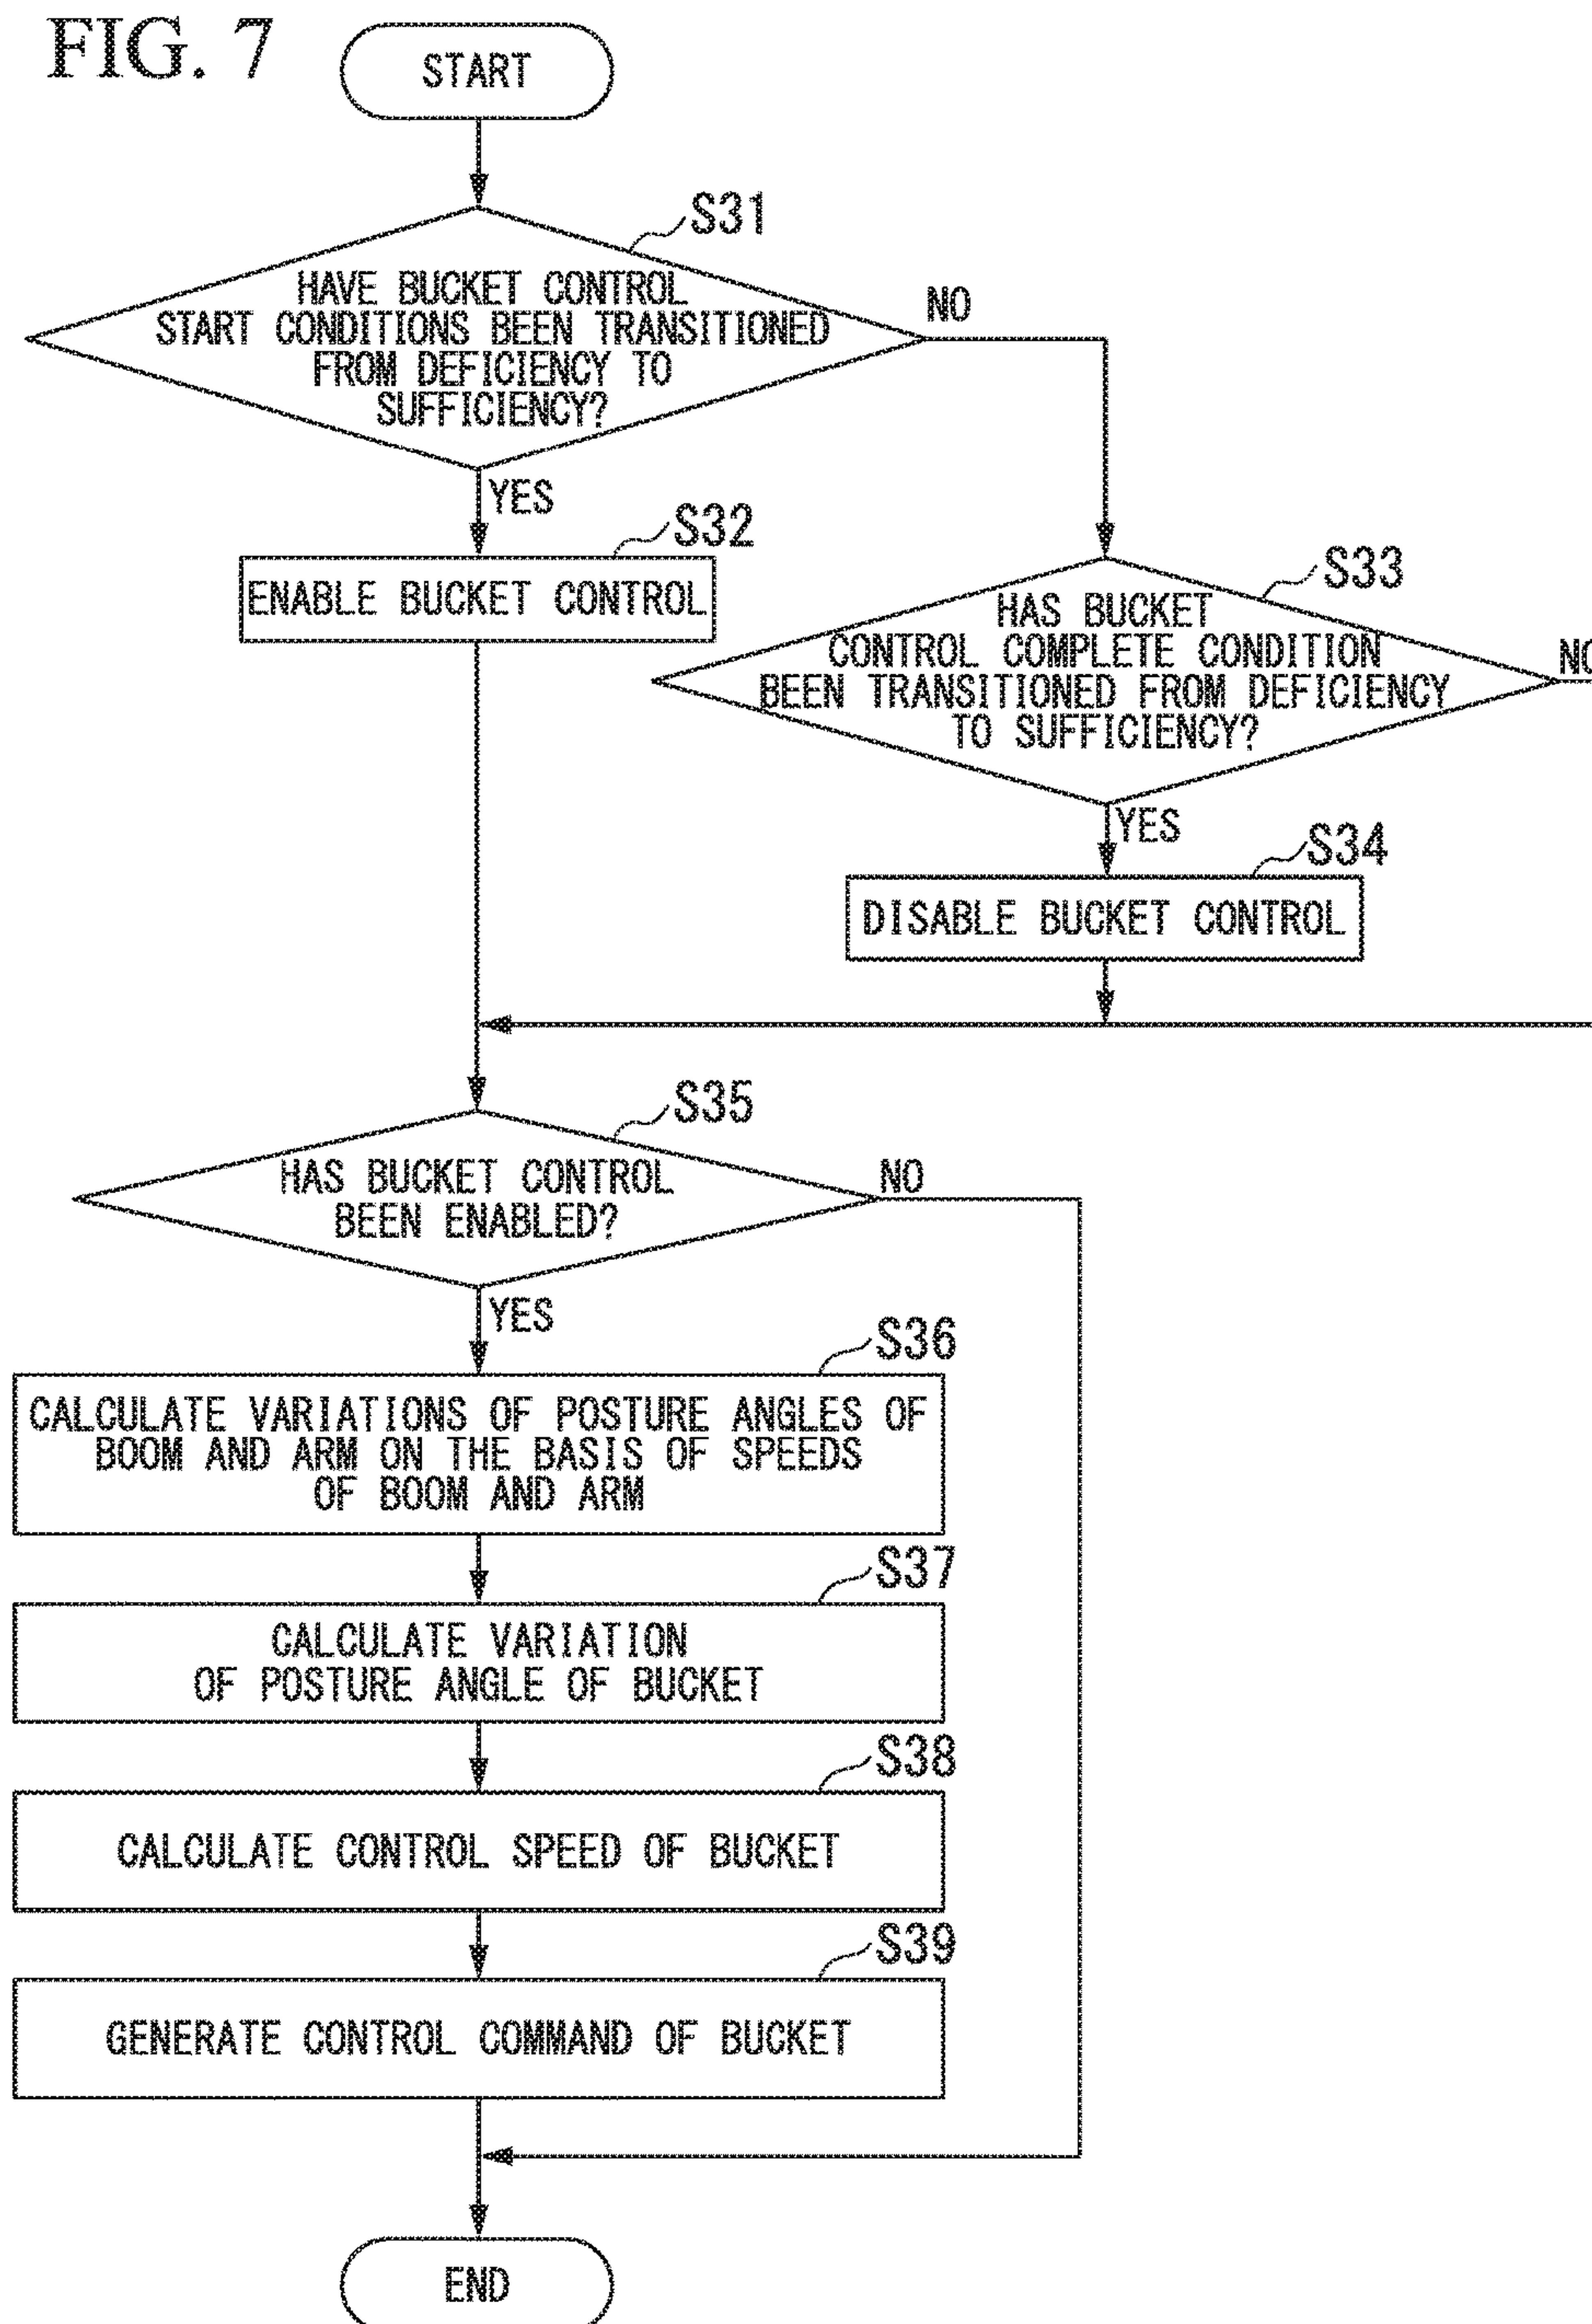 FIG. 7
START
S31
HAVE BUCKET CONTROL
START CONDITIONS BEEN TRANSITIONED
FROM DEFICIENCY TO
SUFFICIENCY?
NO
YES
S32
ENABLE BUCKET CONTROL
S33
HAS BUCKET
CONTROL COMPLETE CONDITION
BEEN TRANSITIONED FROM DEFICIENCY
TO SUFFICIENCY?
NO
YES
S34
DISABLE BUCKET CONTROL
S35
HAS BUCKET CONTROL
BEEN ENABLED?
NO
YES
S36
CALCULATE VARIATIONS OF POSTURE ANGLES OF
BOOM AND ARM ON THE BASIS OF SPEEDS
OF BOOM AND ARM
S37
CALCULATE VARIATION
OF POSTURE ANGLE OF BUCKET
S38
CALCULATE CONTROL SPEED OF BUCKET
S39
GENERATE CONTROL COMMAND OF BUCKET
END